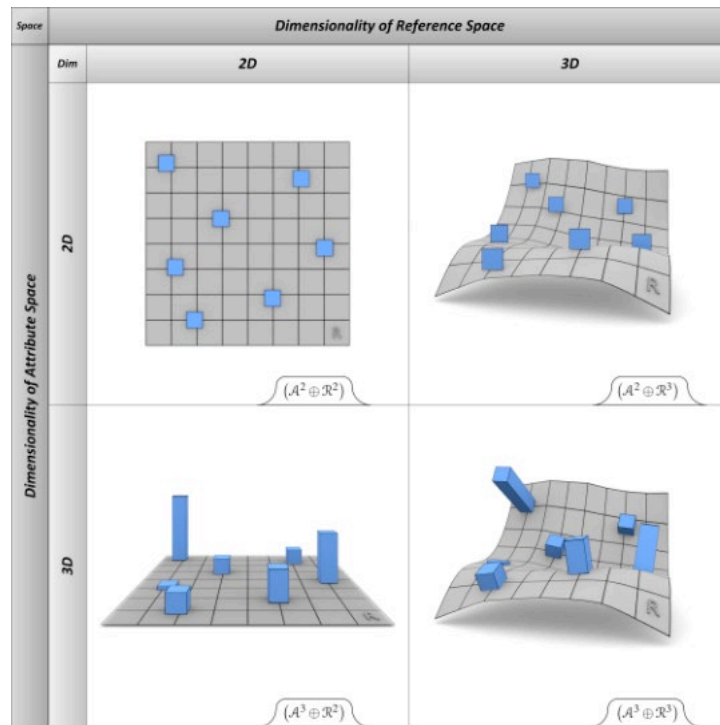 Space
Dimensionality of Reference Space
Dim
2D
3D
Dimensionality of Attribute Space
2D
R
(𝒜² ⊕ ℛ²)
R
(𝒜² ⊕ ℛ³)
3D
R
(𝒜³ ⊕ ℛ²)
R
(𝒜³ ⊕ ℛ³)